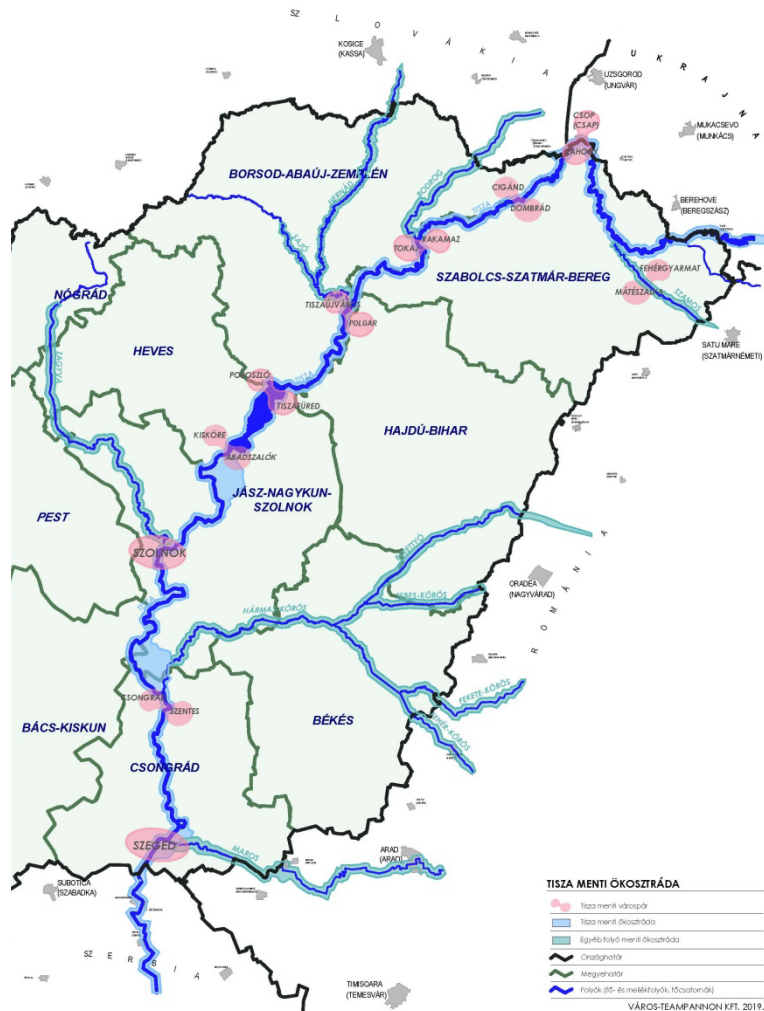 SZLOVÁKIA
KOSICE
(KASSA)
UKRAJNA
UZSGOROD
(UNGVÁR)
CSOP
(CSAP)
MUKACSEVO
(MUNKÁCS)
ZÁHONY
BORSOD-ABAÚJ-ZEMPLÉN
HERNÁD
BODROG
CIGÁND
TISZA
DOMBRÁD
BEREHOVE
(BEREGSZÁSZ)
SAJÓ
TOKAJ
RAKAMAZ
SZABOLCS-SZATMÁR-BEREG
FEHÉRGYARMAT
MÁTÉSZALKA
SZAMOS
NÓGRÁD
TISZAÚJVÁROS
POLGÁR
SATU MARE
(SZATMÁRNÉMETI)
HEVES
ZAGYVA
TISZA
POROSZLÓ
TISZAFÜRED
KISKÖRE
HAJDÚ-BIHAR
ABÁDSZALÓK
JÁSZ-NAGYKUN-
SZOLNOK
PEST
SZOLNOK
BERETTYÓ
ORADEA
(NAGYVÁRAD)
ROMÁNIA
SEBES-KÖRÖS
TISZA
HÁRMAS-KÖRÖS
FEKETE-KÖRÖS
CSONGRÁD
SZENTES
FEHÉR-KÖRÖS
BÁCS-KISKUN
BÉKÉS
CSONGRÁD
SZEGED
MAROS
ARAD
(ARAD)
SUBOTICA
(SZABADKA)
SZERBIA
TIMISOARA
(TEMESVÁR)
TISZA MENTI ÖKOSZTRÁDA
Tisza menti várospár
Tisza menti ökosztráda
Egyéb folyó menti ökosztráda
Országhatár
Megyehatár
Folyók (fő- és mellékfolyók, főcsatornák)
VÁROS-TEAMPANNON KFT. 2019.